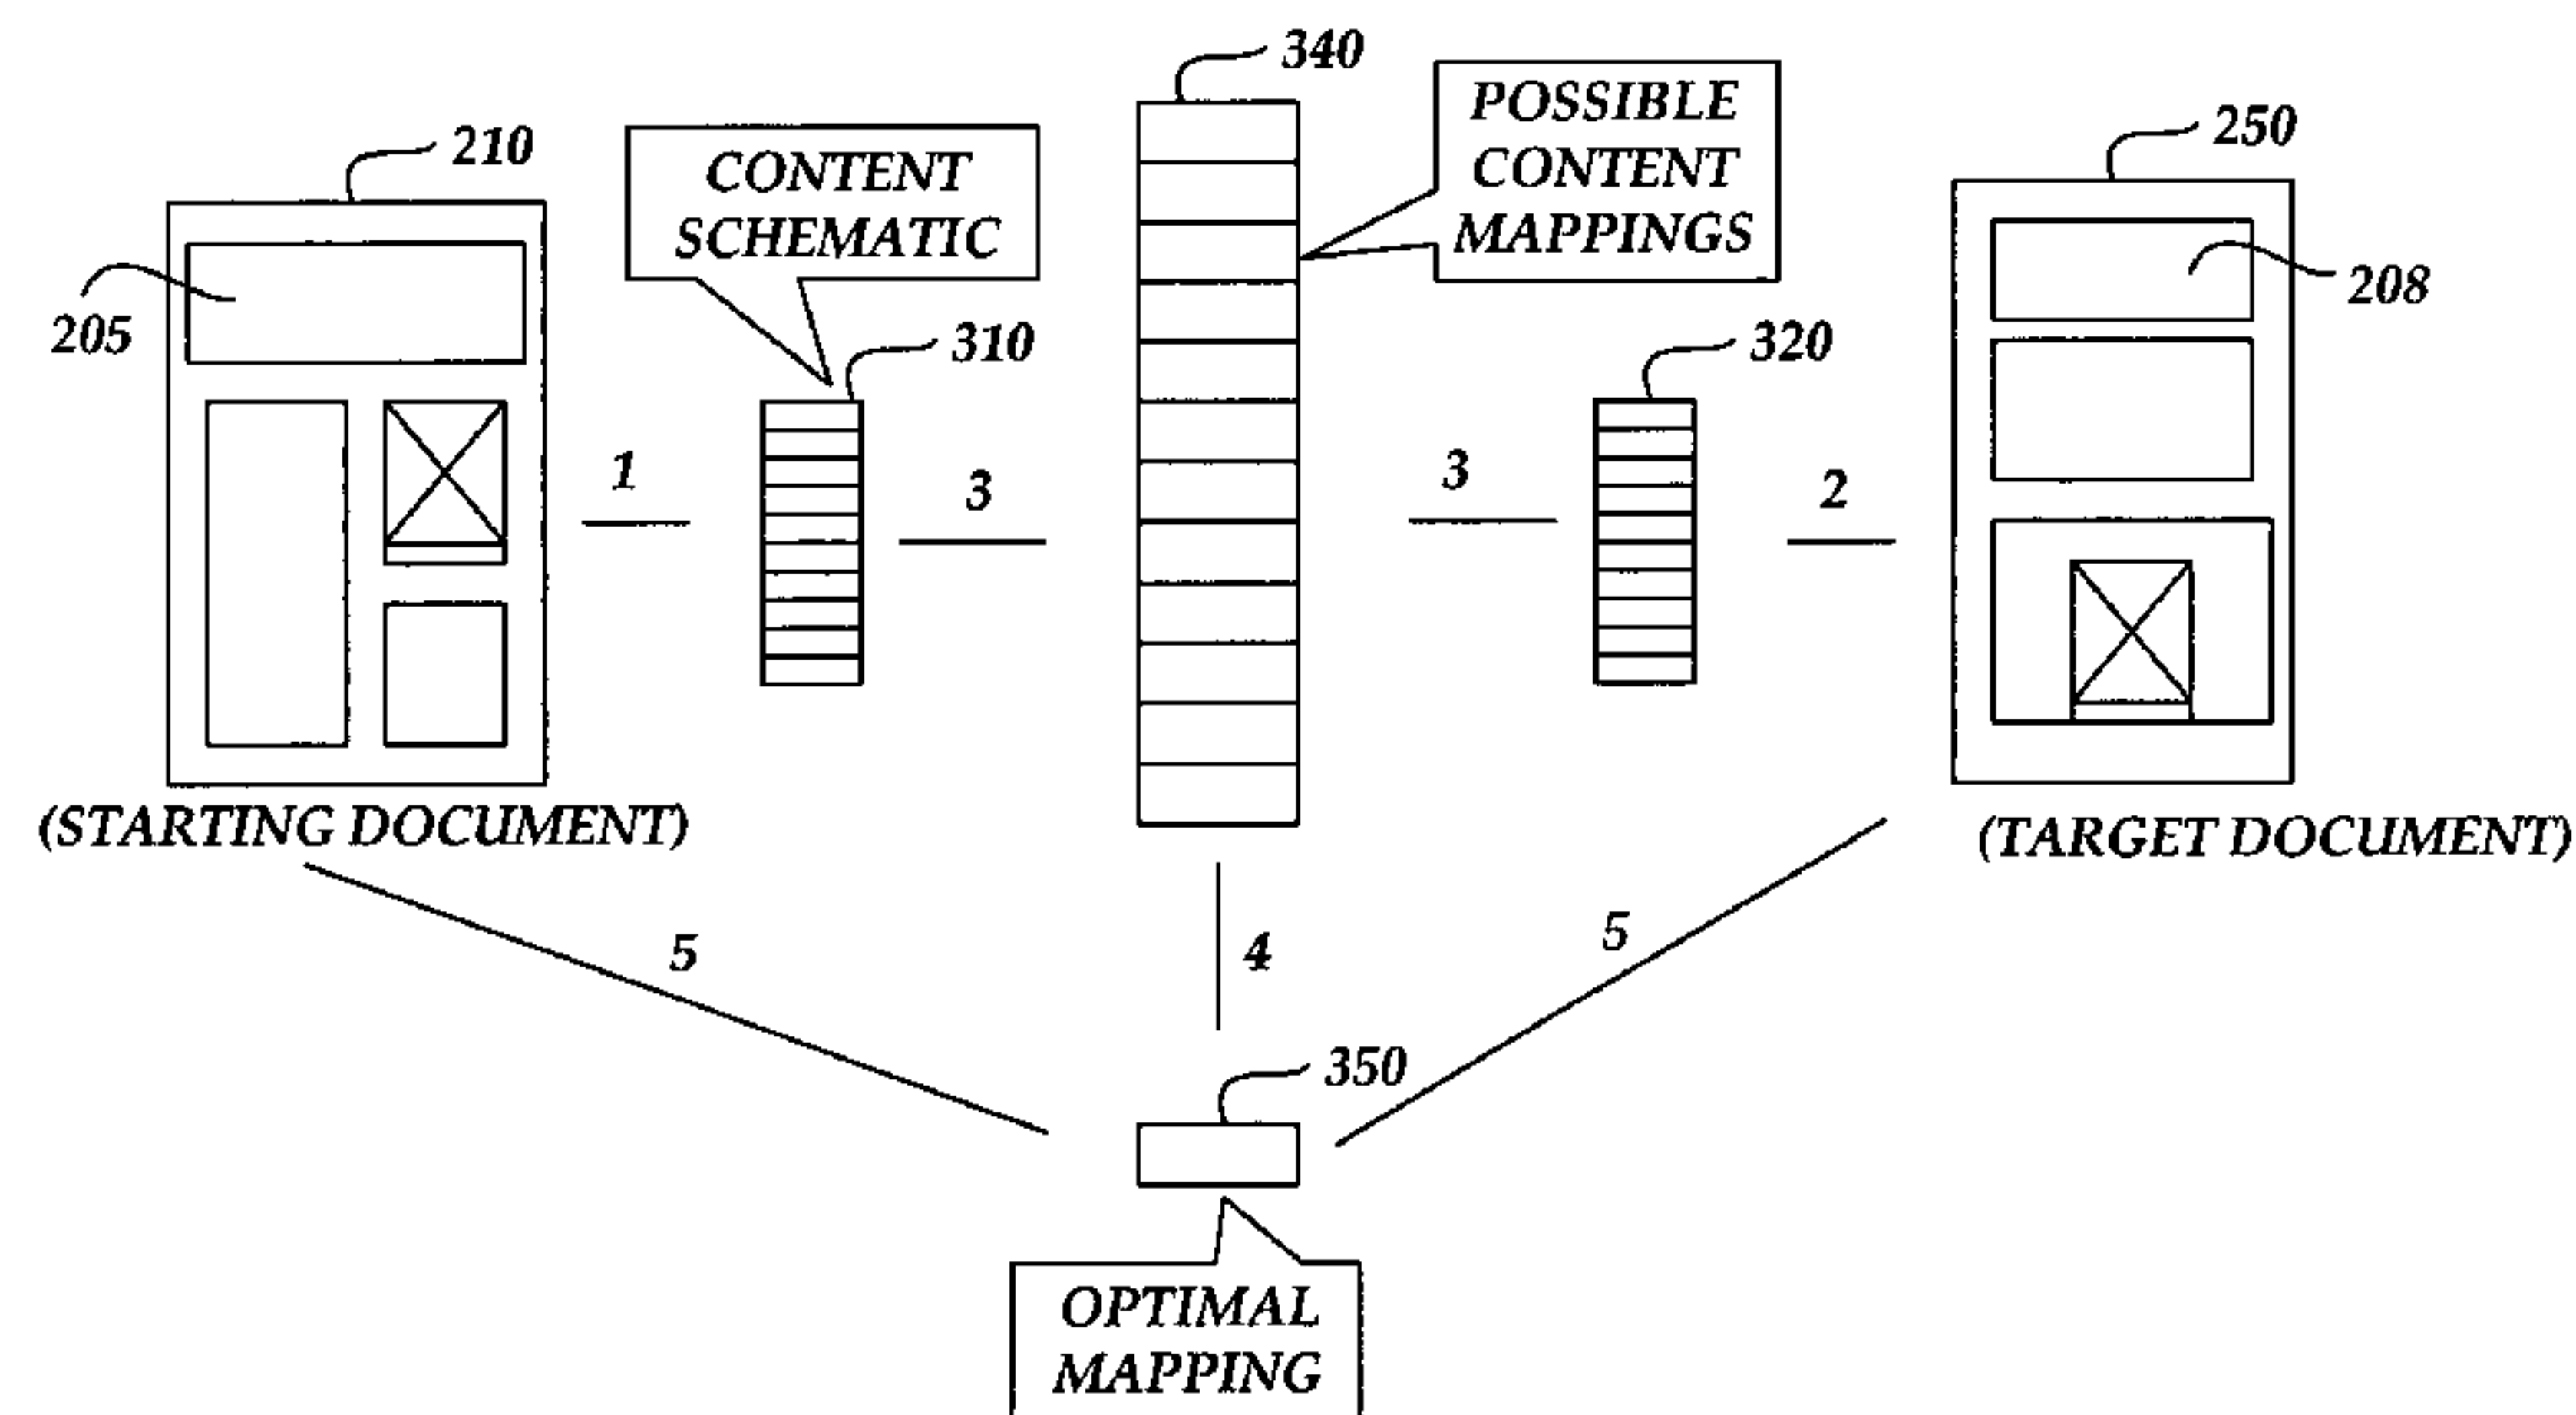 340
POSSIBLE
CONTENT
MAPPINGS
210
CONTENT
SCHEMATIC
250
205
208
310
320
1
3
3
2
(STARTING DOCUMENT)
(TARGET DOCUMENT)
5
4
5
350
OPTIMAL
MAPPING